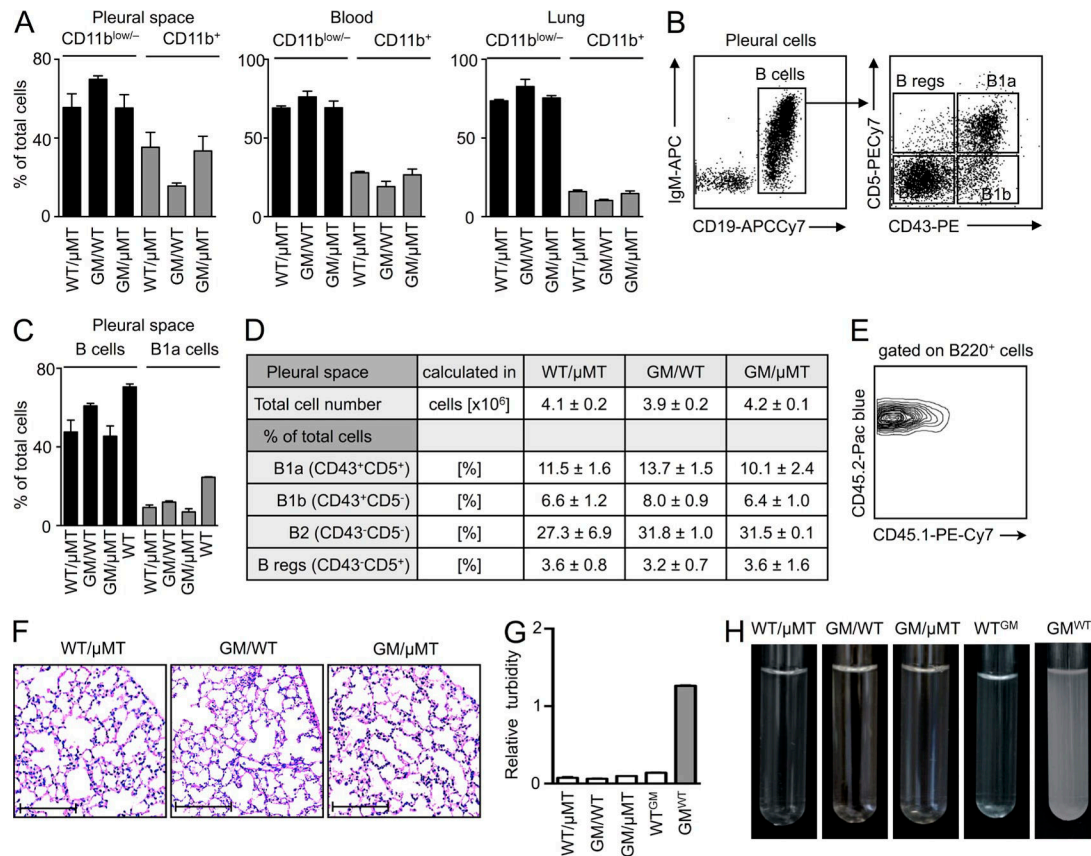 A
Pleural space
CD11b^low/– CD11b^+
% of total cells
80
40
0
WT/µMT
GM/WT
GM/µMT
WT/µMT
GM/WT
GM/µMT
Blood
CD11b^low/– CD11b^+
100
50
0
WT/µMT
GM/WT
GM/µMT
WT/µMT
GM/WT
GM/µMT
Lung
CD11b^low/– CD11b^+
100
50
0
WT/µMT
GM/WT
GM/µMT
WT/µMT
GM/WT
GM/µMT
B
Pleural cells
B cells
IgM-APC
CD19-APCCy7
B regs B1a
B1b
CD5-PECy7
CD43-PE
C
Pleural space
B cells B1a cells
% of total cells
80
40
0
WT/µMT
GM/WT
GM/µMT
WT
WT/µMT
GM/WT
GM/µMT
WT
D
Pleural space calculated in WT/µMT GM/WT GM/µMT
Total cell number cells [x10^6] 4.1 ± 0.2 3.9 ± 0.2 4.2 ± 0.1
% of total cells
B1a (CD43^+CD5^+) [%] 11.5 ± 1.6 13.7 ± 1.5 10.1 ± 2.4
B1b (CD43^+CD5^-) [%] 6.6 ± 1.2 8.0 ± 0.9 6.4 ± 1.0
B2 (CD43^-CD5^-) [%] 27.3 ± 6.9 31.8 ± 1.0 31.5 ± 0.1
B regs (CD43^-CD5^+) [%] 3.6 ± 0.8 3.2 ± 0.7 3.6 ± 1.6
E
gated on B220^+ cells
CD45.2-Pac blue
CD45.1-PE-Cy7
F
WT/µMT GM/WT GM/µMT
G
Relative turbidity
2
1
0
WT/µMT
GM/WT
GM/µMT
WT^GM
GM^WT
H
WT/µMT GM/WT GM/µMT WT^GM GM^WT